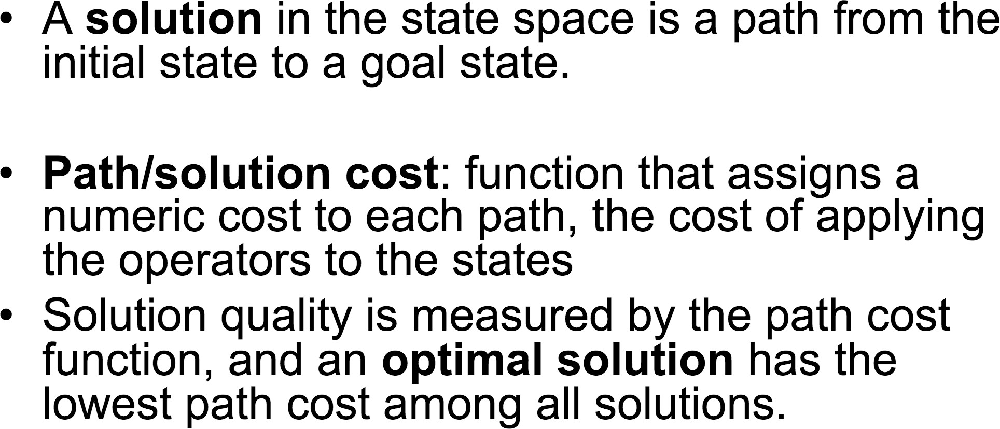 • A solution in the state space is a path from the
initial state to a goal state.
• Path/solution cost: function that assigns a
numeric cost to each path, the cost of applying
the operators to the states
• Solution quality is measured by the path cost
function, and an optimal solution has the
lowest path cost among all solutions.